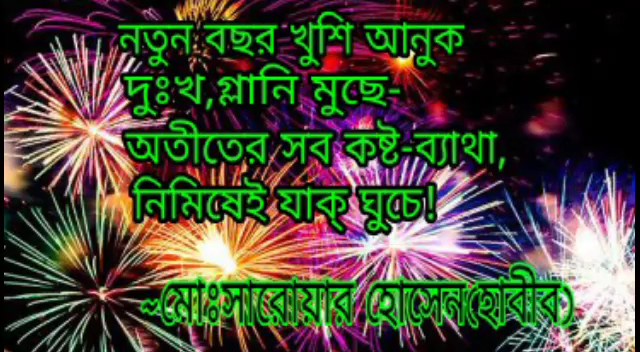 নতুন বছর খুশি আনুক
দুঃখ,গ্লানি মুছে-
অতীতের সব কষ্ট-ব্যাথা,
নিমিষেই যাক্ ঘুচে!
~মোঃসারোয়ার হোসেন(হাবীব)